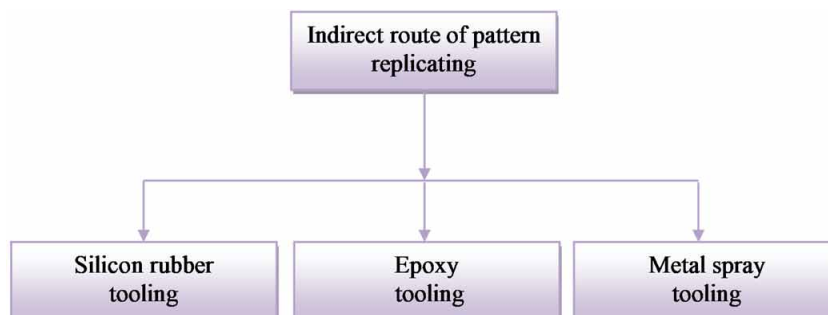 Indirect route of pattern
replicating
Silicon rubber
tooling
Epoxy
tooling
Metal spray
tooling